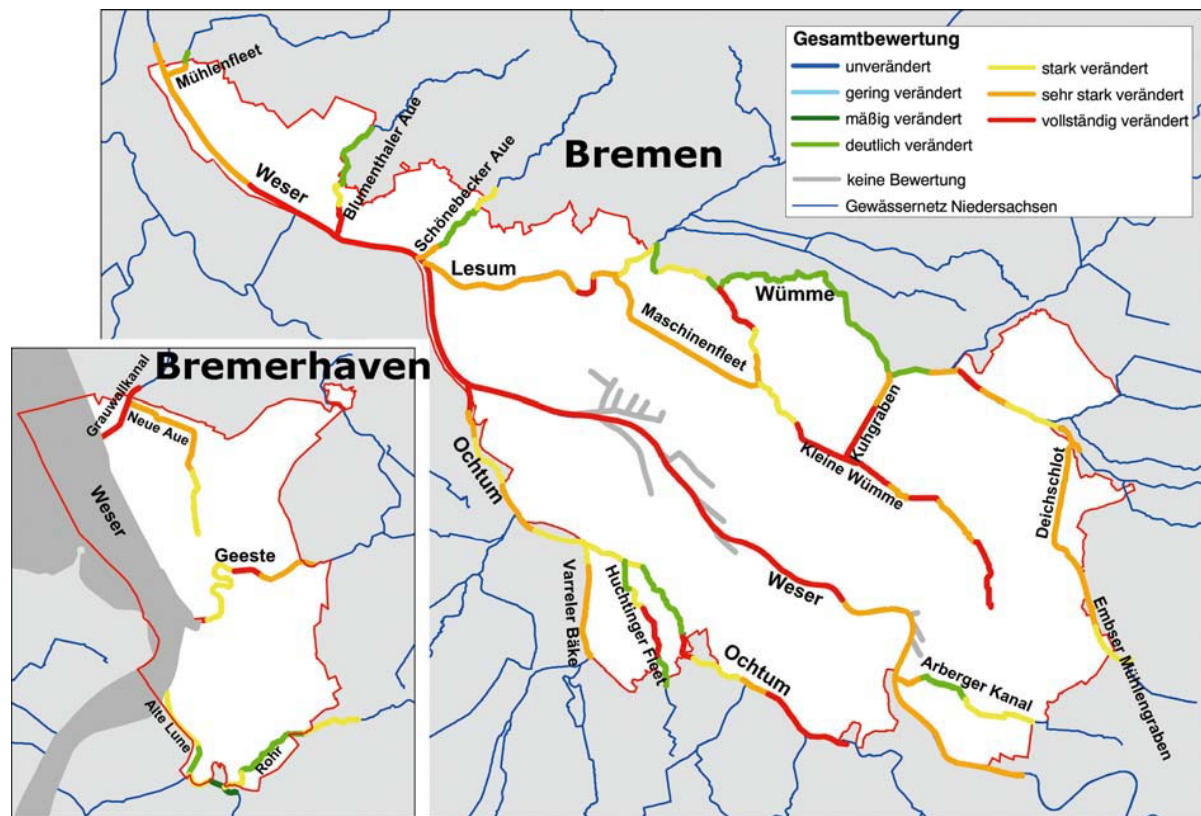 Gesamtbewertung
unverändert
gering verändert
mäßig verändert
deutlich verändert
stark verändert
sehr stark verändert
vollständig verändert
keine Bewertung
Gewässernetz Niedersachsen
Mühlenfleet
Weser
Blumenthaler Aue
Schönebecker Aue
Bremen
Lesum
Wümme
Maschinenfleet
Kuhgraben
Kleine Wümme
Deichschlot
Embser Mühlengraben
Ochtum
Varreler Bäke
Huchtinger Fleet
Ochtum
Weser
Arberger Kanal
Bremerhaven
Grauwallkanal
Neue Aue
Weser
Geeste
Alte Lune
Rohr